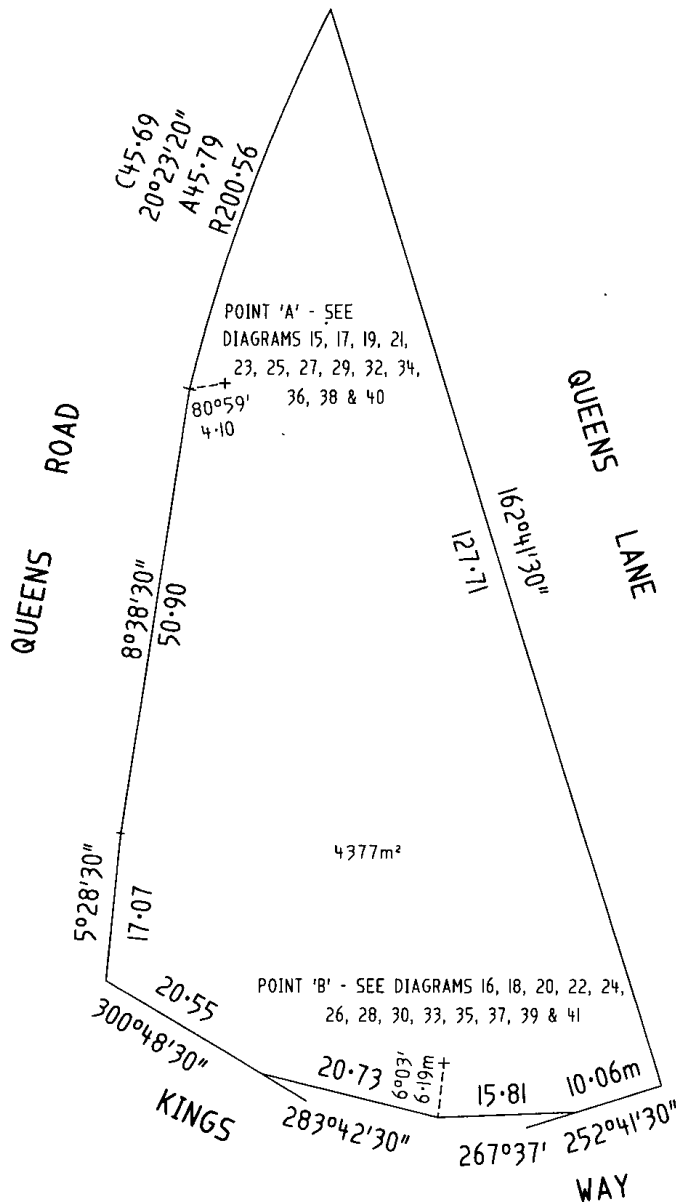 C45·69
20°23'20"
A45·79
R200·56
POINT 'A' - SEE
DIAGRAMS 15, 17, 19, 21,
23, 25, 27, 29, 32, 34,
36, 38 & 40
80°59'
4·10
QUEENS ROAD
QUEENS LANE
162°41'30"
127·71
8°38'30"
50·90
4377m²
5°28'30"
17·07
POINT 'B' - SEE DIAGRAMS 16, 18, 20, 22, 24,
26, 28, 30, 33, 35, 37, 39 & 41
20·55
300°48'30"
20·73
6°03'
6·19m
15·81
10·06m
283°42'30"
267°37'
252°41'30"
KINGS WAY